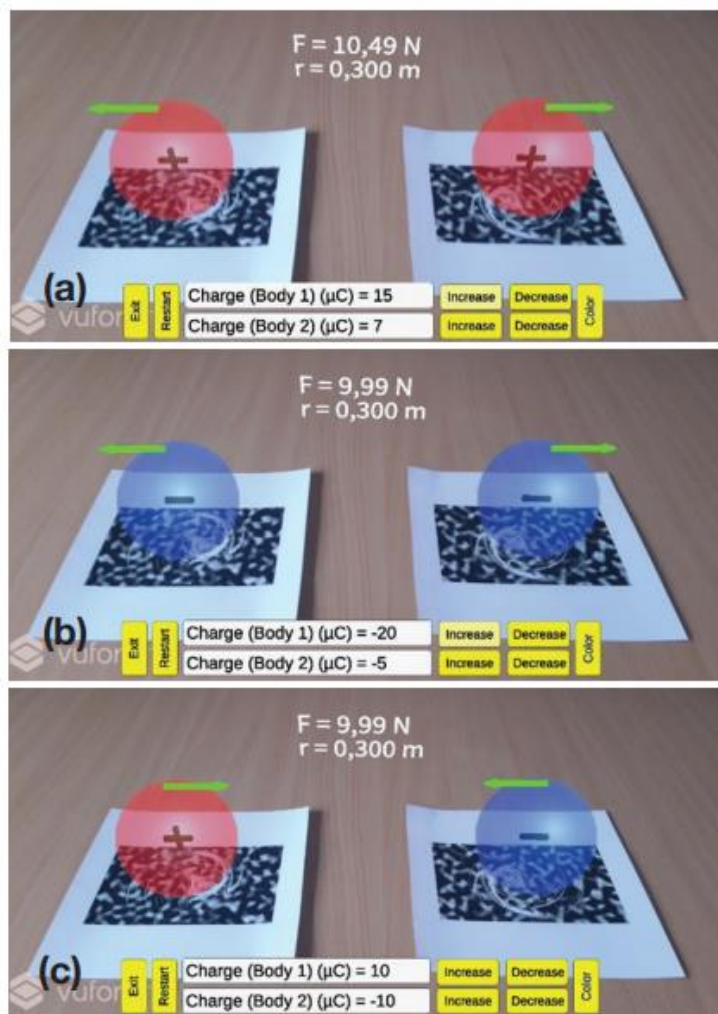 F = 10,49 N
r = 0,300 m
(a)
vufor
Exit
Restart
Charge (Body 1) (µC) = 15
Increase
Decrease
Color
Charge (Body 2) (µC) = 7
Increase
Decrease
F = 9,99 N
r = 0,300 m
(b)
vufor
Exit
Restart
Charge (Body 1) (µC) = -20
Increase
Decrease
Color
Charge (Body 2) (µC) = -5
Increase
Decrease
F = 9,99 N
r = 0,300 m
(c)
vufor
Exit
Restart
Charge (Body 1) (µC) = 10
Increase
Decrease
Color
Charge (Body 2) (µC) = -10
Increase
Decrease